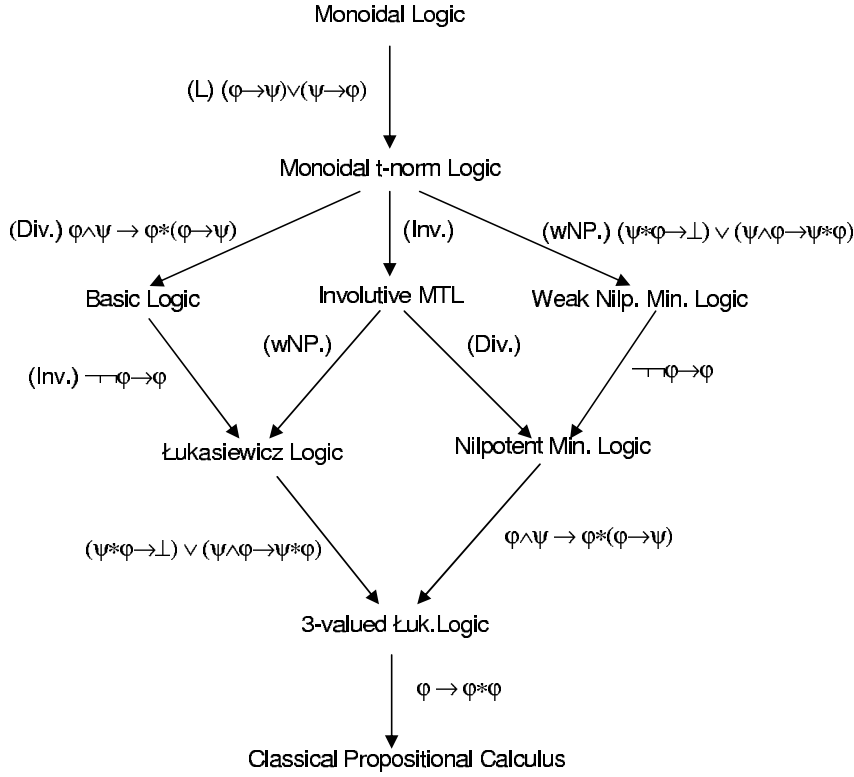 Monoidal Logic
(L) (φ→ψ)∨(ψ→φ)
Monoidal t-norm Logic
(Div.) φ∧ψ → φ*(φ→ψ)
(Inv.)
(wNP.) (ψ*φ→⊥) ∨ (ψ∧φ→ψ*φ)
Basic Logic
Involutive MTL
Weak Nilp. Min. Logic
(wNP.)
(Div.)
(Inv.) ¬¬φ→φ
¬¬φ→φ
Łukasiewicz Logic
Nilpotent Min. Logic
(ψ*φ→⊥) ∨ (ψ∧φ→ψ*φ)
φ∧ψ → φ*(φ→ψ)
3-valued Łuk.Logic
φ → φ*φ
Classical Propositional Calculus